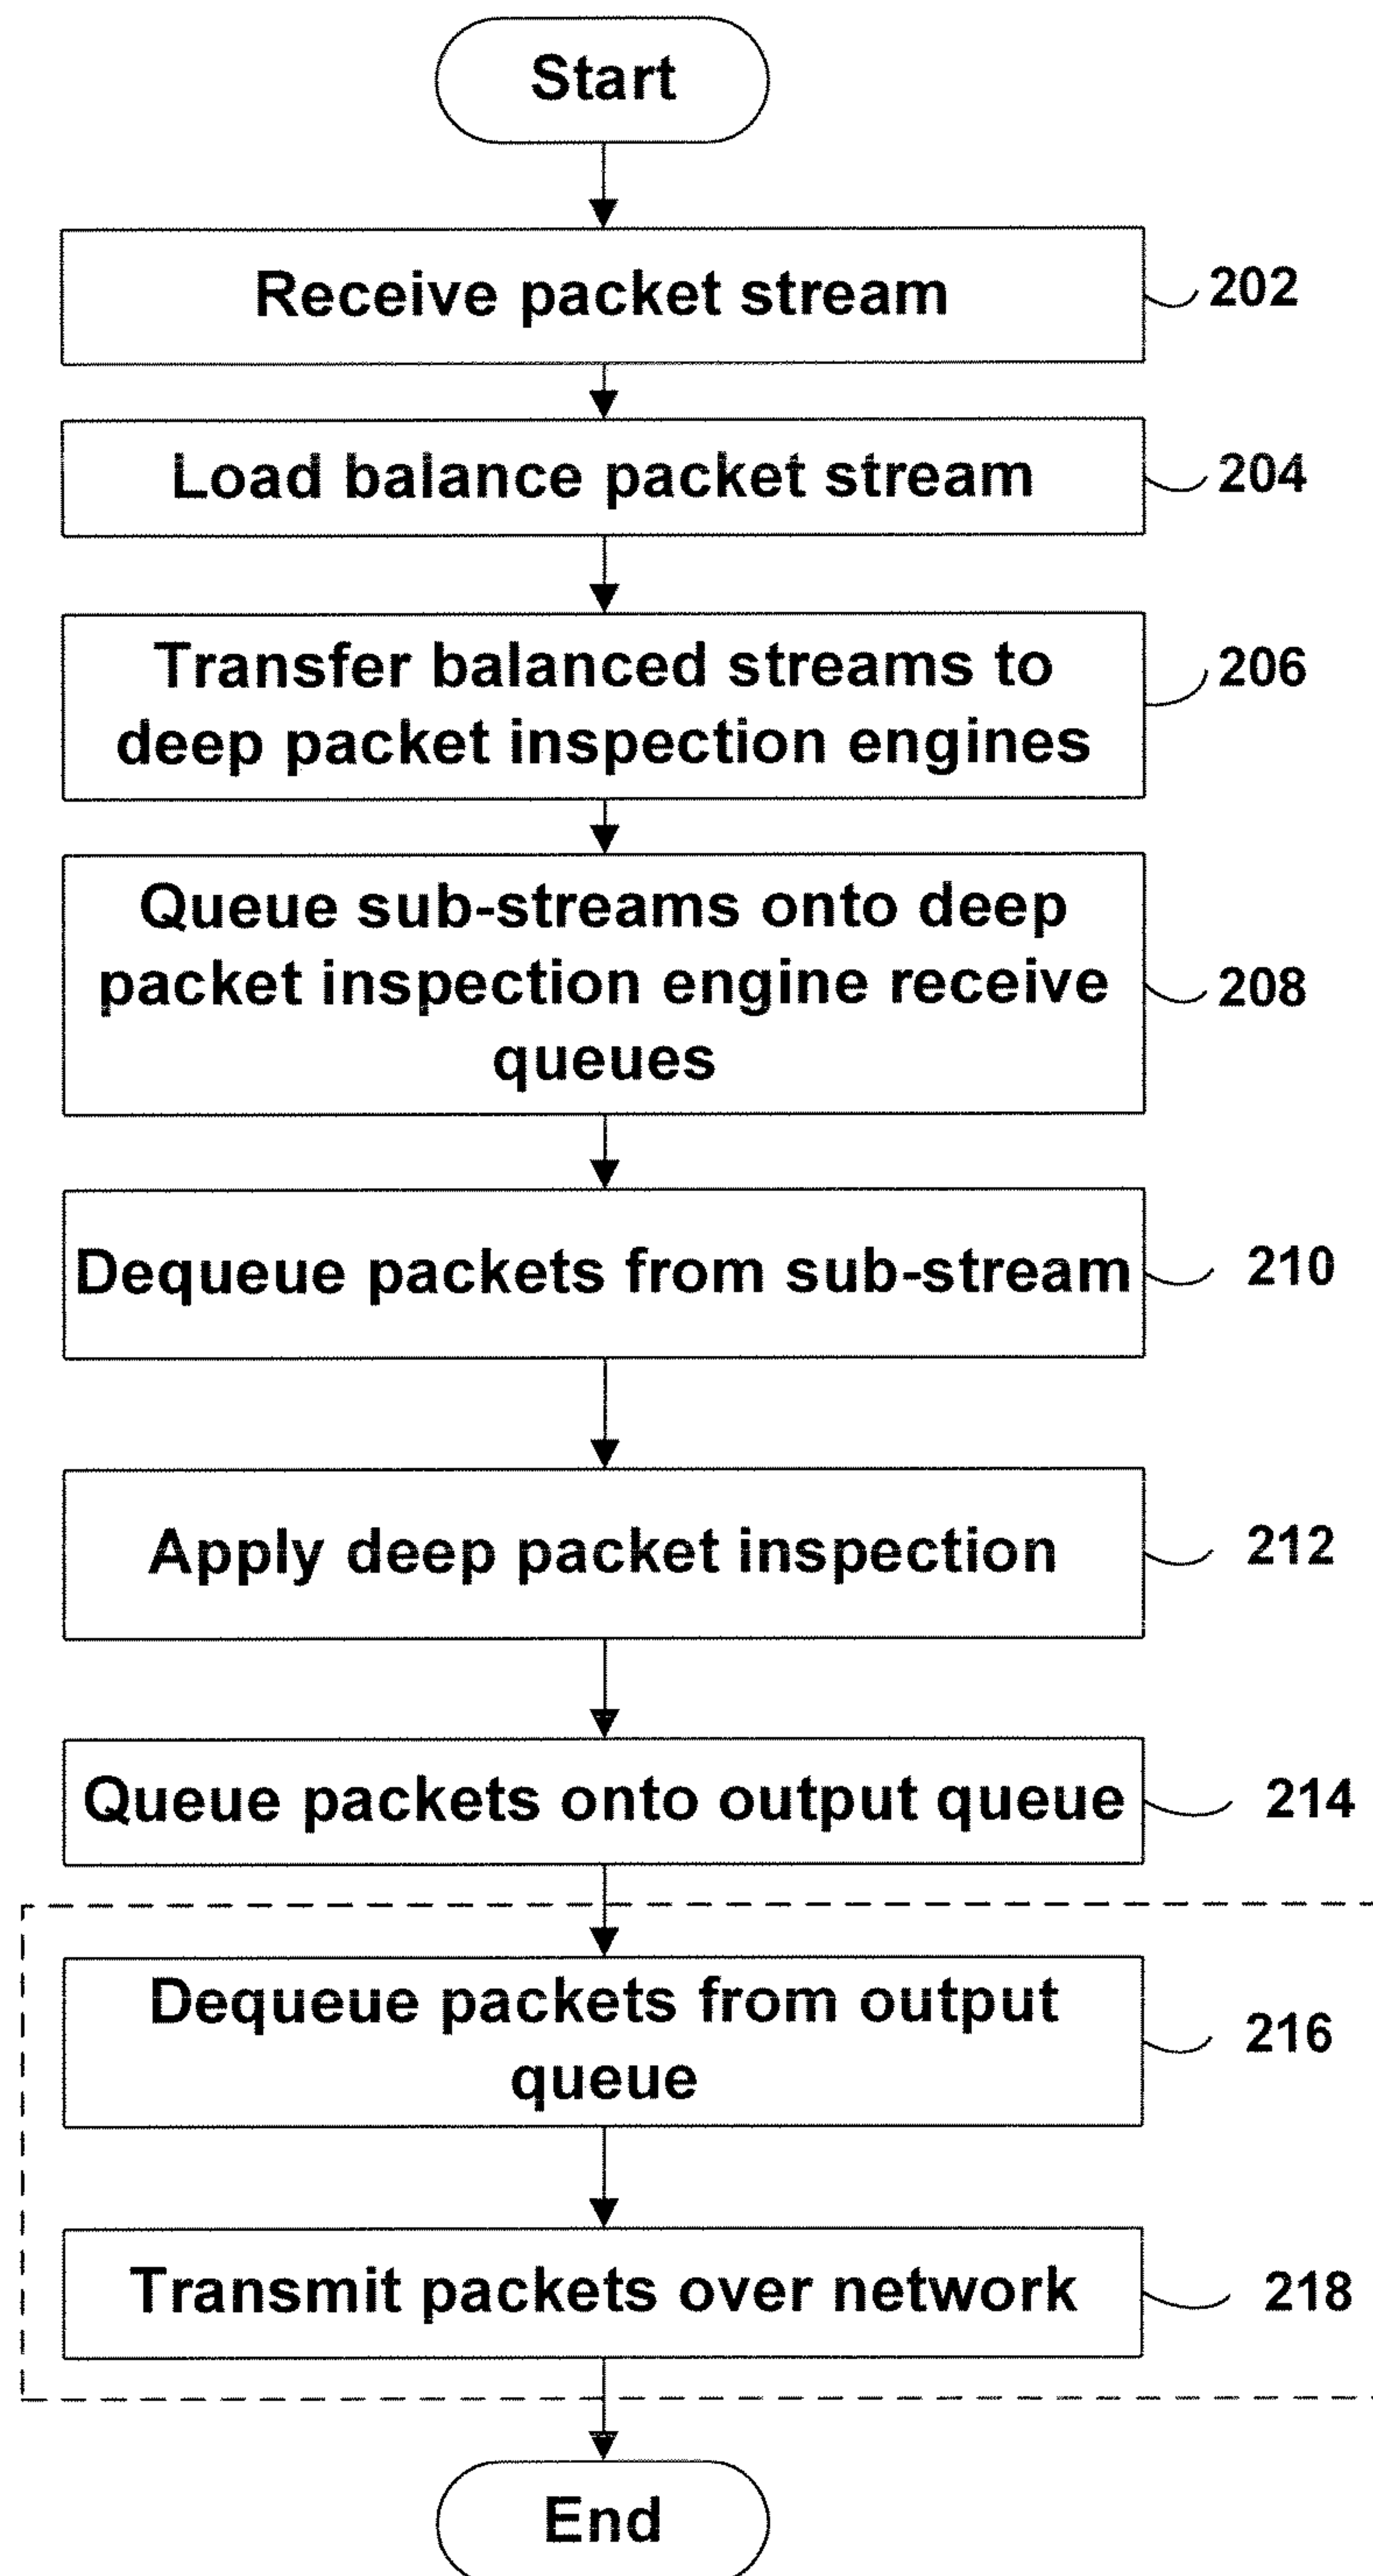 Start
Receive packet stream
202
Load balance packet stream
204
Transfer balanced streams to
deep packet inspection engines
206
Queue sub-streams onto deep
packet inspection engine receive
queues
208
Dequeue packets from sub-stream
210
Apply deep packet inspection
212
Queue packets onto output queue
214
Dequeue packets from output
queue
216
Transmit packets over network
218
End